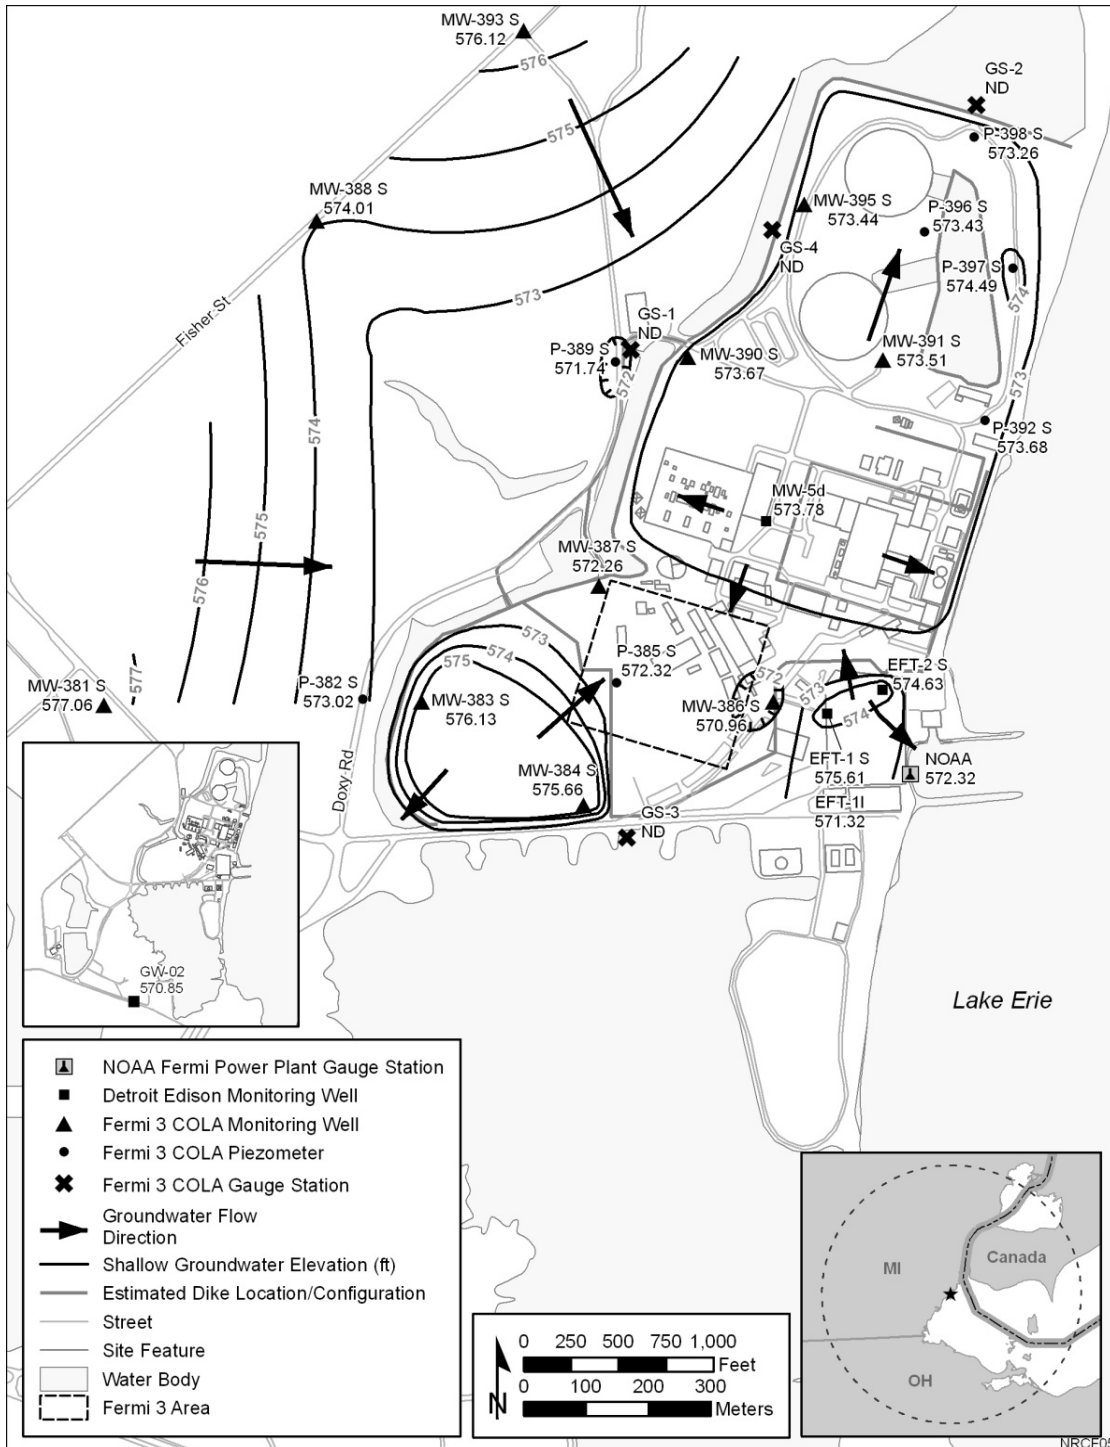 MW-393 S
576.12
576
GS-2
ND
575
P-398 S
573.26
MW-388 S
574.01
MW-395 S
573.44
P-396 S
573.43
GS-4
ND
P-397 S
574.49
574
573
Fisher St
GS-1
ND
P-389 S
571.74
572
MW-390 S
573.67
MW-391 S
573.51
573
574
P-392 S
573.68
MW-5d
573.78
575
MW-387 S
572.26
576
573
574
575
P-385 S
572.32
EFT-2 S
574.63
577
MW-381 S
577.06
P-382 S
573.02
MW-383 S
576.13
572
573
MW-386 S
570.96
574
Doxy Rd
MW-384 S
575.66
EFT-1 S
575.61
NOAA
572.32
EFT-1I
571.32
GS-3
ND
GW-02
570.85
Lake Erie
NOAA Fermi Power Plant Gauge Station
Detroit Edison Monitoring Well
Fermi 3 COLA Monitoring Well
Fermi 3 COLA Piezometer
Fermi 3 COLA Gauge Station
Groundwater Flow
Direction
Shallow Groundwater Elevation (ft)
Estimated Dike Location/Configuration
Street
Site Feature
Water Body
Fermi 3 Area
N
0 250 500 750 1,000
Feet
0 100 200 300
Meters
MI
Canada
OH